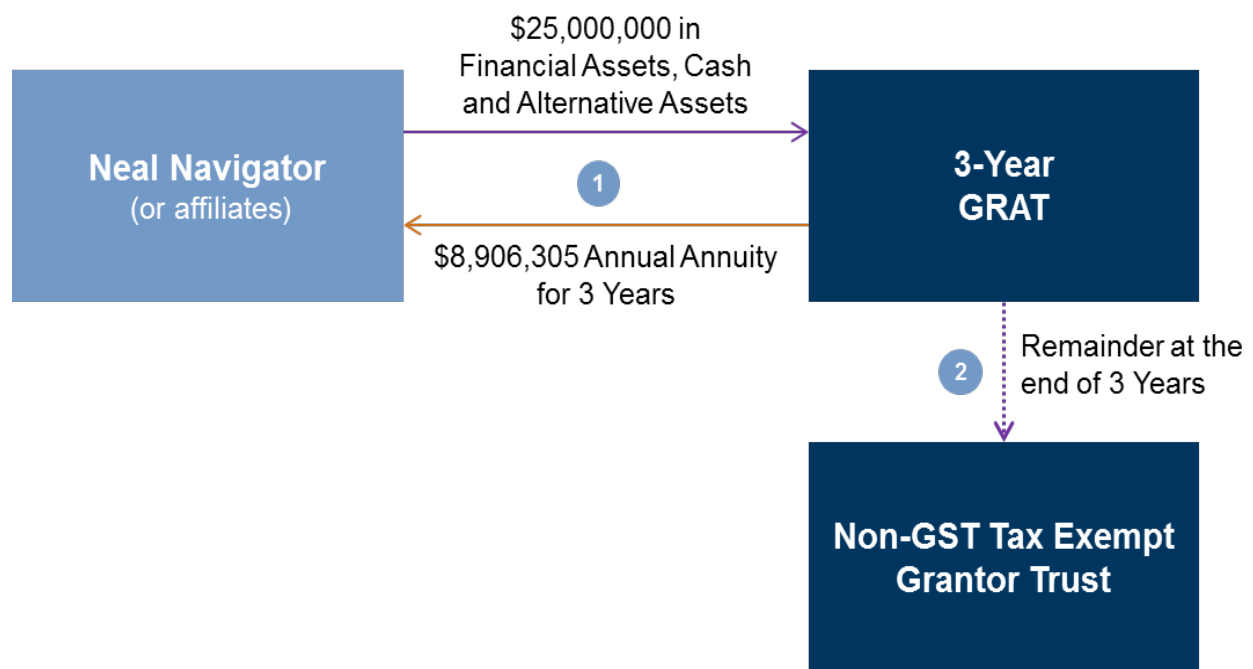 $25,000,000 in
Financial Assets, Cash
and Alternative Assets
Neal Navigator
(or affiliates)
1
3-Year
GRAT
$8,906,305 Annual Annuity
for 3 Years
2
Remainder at the
end of 3 Years
Non-GST Tax Exempt
Grantor Trust